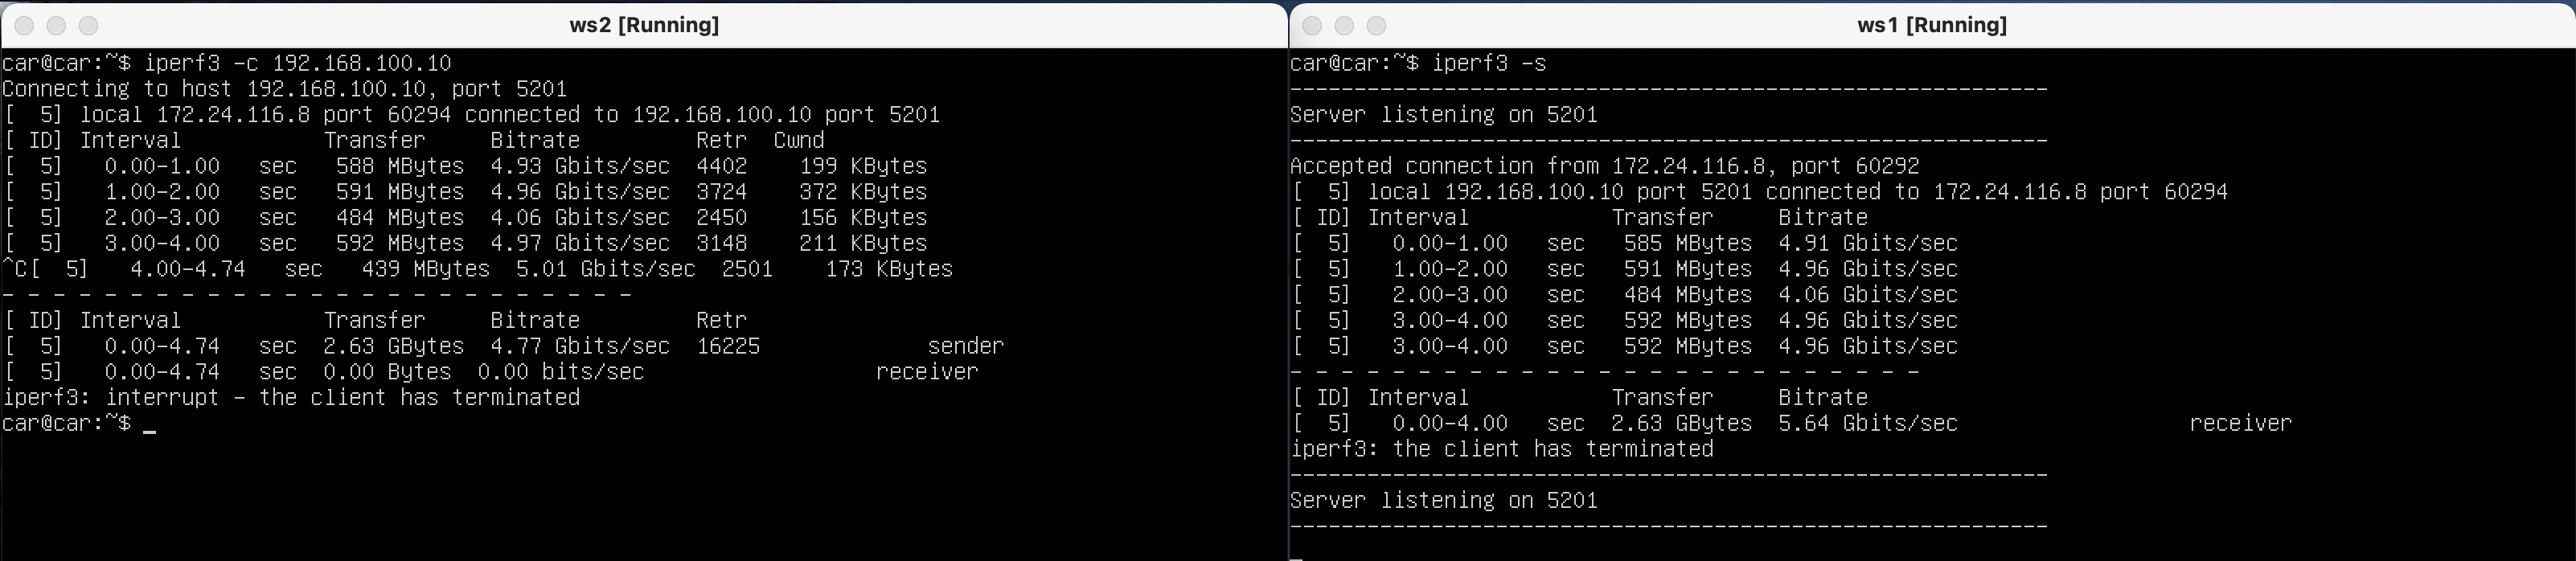 ws2 [Running]
car@car:~$ iperf3 -c 192.168.100.10
Connecting to host 192.168.100.10, port 5201
[  5] local 172.24.116.8 port 60294 connected to 192.168.100.10 port 5201
[ ID] Interval           Transfer     Bitrate         Retr  Cwnd
[  5]   0.00-1.00   sec   588 MBytes  4.93 Gbits/sec  4402    199 KBytes
[  5]   1.00-2.00   sec   591 MBytes  4.96 Gbits/sec  3724    372 KBytes
[  5]   2.00-3.00   sec   484 MBytes  4.06 Gbits/sec  2450    156 KBytes
[  5]   3.00-4.00   sec   592 MBytes  4.97 Gbits/sec  3148    211 KBytes
^C[  5]   4.00-4.74   sec   439 MBytes  5.01 Gbits/sec  2501    173 KBytes
- - - - - - - - - - - - - - - - - - - - - - - - -
[ ID] Interval           Transfer     Bitrate         Retr
[  5]   0.00-4.74   sec  2.63 GBytes  4.77 Gbits/sec  16225             sender
[  5]   0.00-4.74   sec  0.00 Bytes  0.00 bits/sec                  receiver
iperf3: interrupt - the client has terminated
car@car:~$ _
ws1 [Running]
car@car:~$ iperf3 -s
-----------------------------------------------------------
Server listening on 5201
-----------------------------------------------------------
Accepted connection from 172.24.116.8, port 60292
[  5] local 192.168.100.10 port 5201 connected to 172.24.116.8 port 60294
[ ID] Interval           Transfer     Bitrate
[  5]   0.00-1.00   sec   585 MBytes  4.91 Gbits/sec
[  5]   1.00-2.00   sec   591 MBytes  4.96 Gbits/sec
[  5]   2.00-3.00   sec   484 MBytes  4.06 Gbits/sec
[  5]   3.00-4.00   sec   592 MBytes  4.96 Gbits/sec
[  5]   3.00-4.00   sec   592 MBytes  4.96 Gbits/sec
- - - - - - - - - - - - - - - - - - - - - - - - -
[ ID] Interval           Transfer     Bitrate
[  5]   0.00-4.00   sec  2.63 GBytes  5.64 Gbits/sec                  receiver
iperf3: the client has terminated
-----------------------------------------------------------
Server listening on 5201
-----------------------------------------------------------